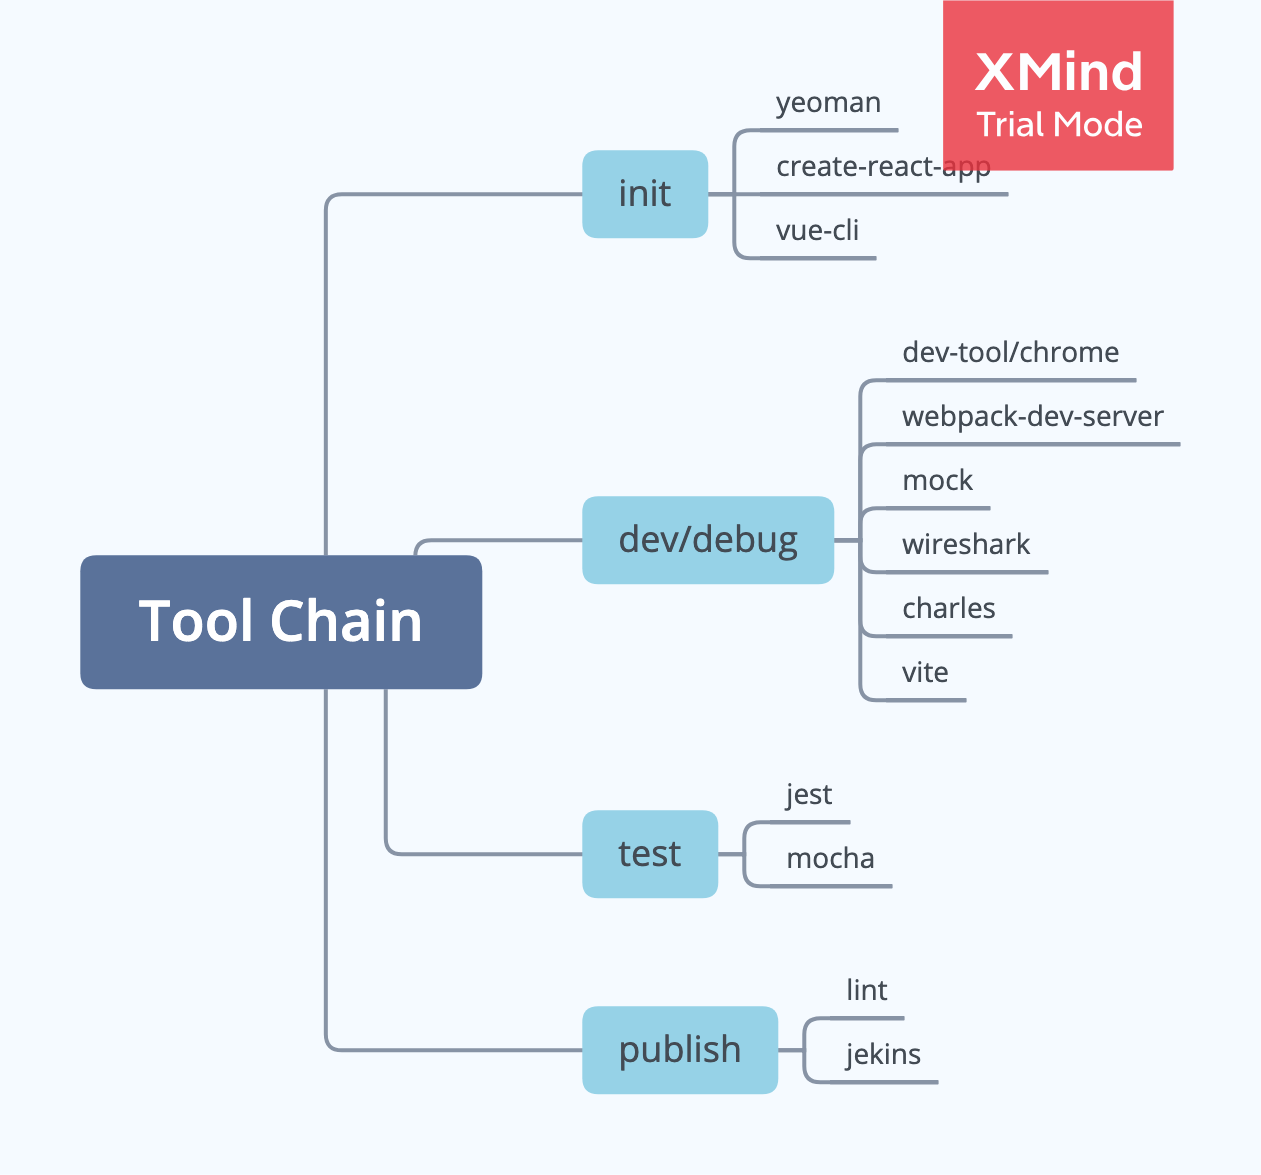 XMind
Trial Mode
yeoman
create-react-app
vue-cli
init
dev-tool/chrome
webpack-dev-server
mock
wireshark
charles
vite
dev/debug
Tool Chain
jest
mocha
test
lint
jekins
publish